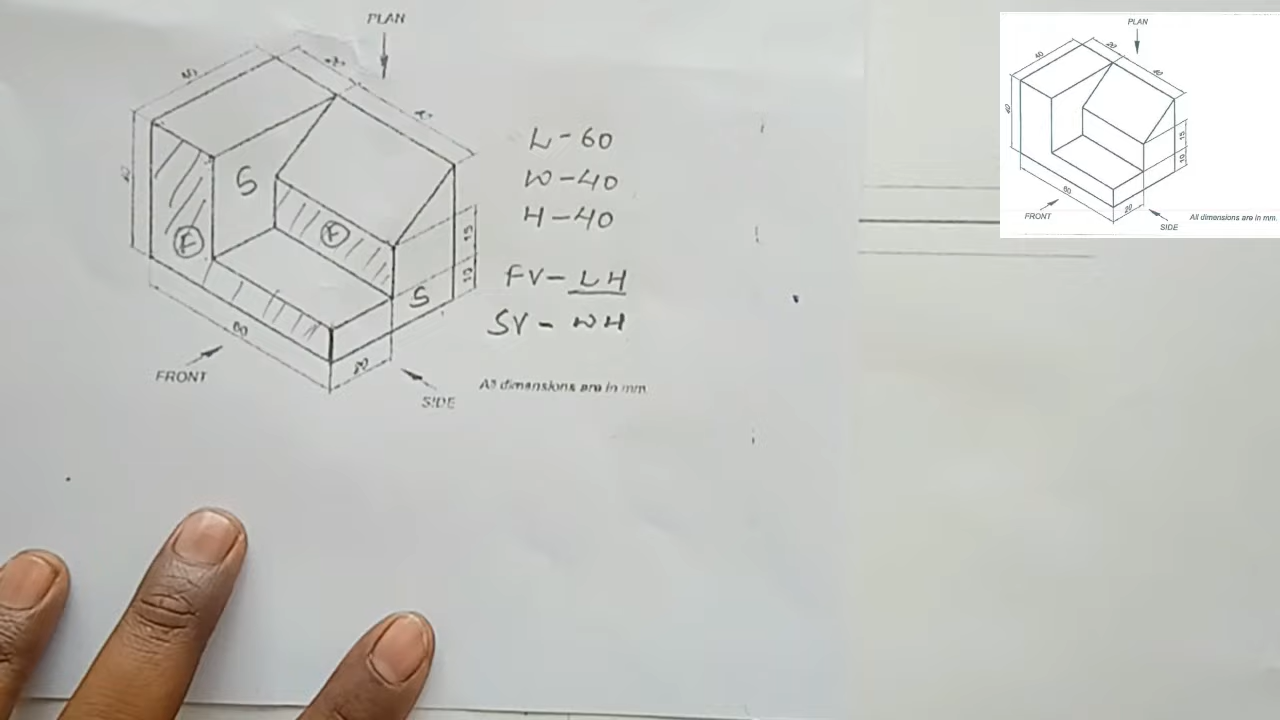 PLAN
40
L-60
W-40
H-40
S
F
F
15
10
S
FV-LH
SV-WH
60
20
FRONT
SIDE
All dimensions are in mm.
PLAN
40
20
40
40
15
10
60
20
FRONT
SIDE
All dimensions are in mm.